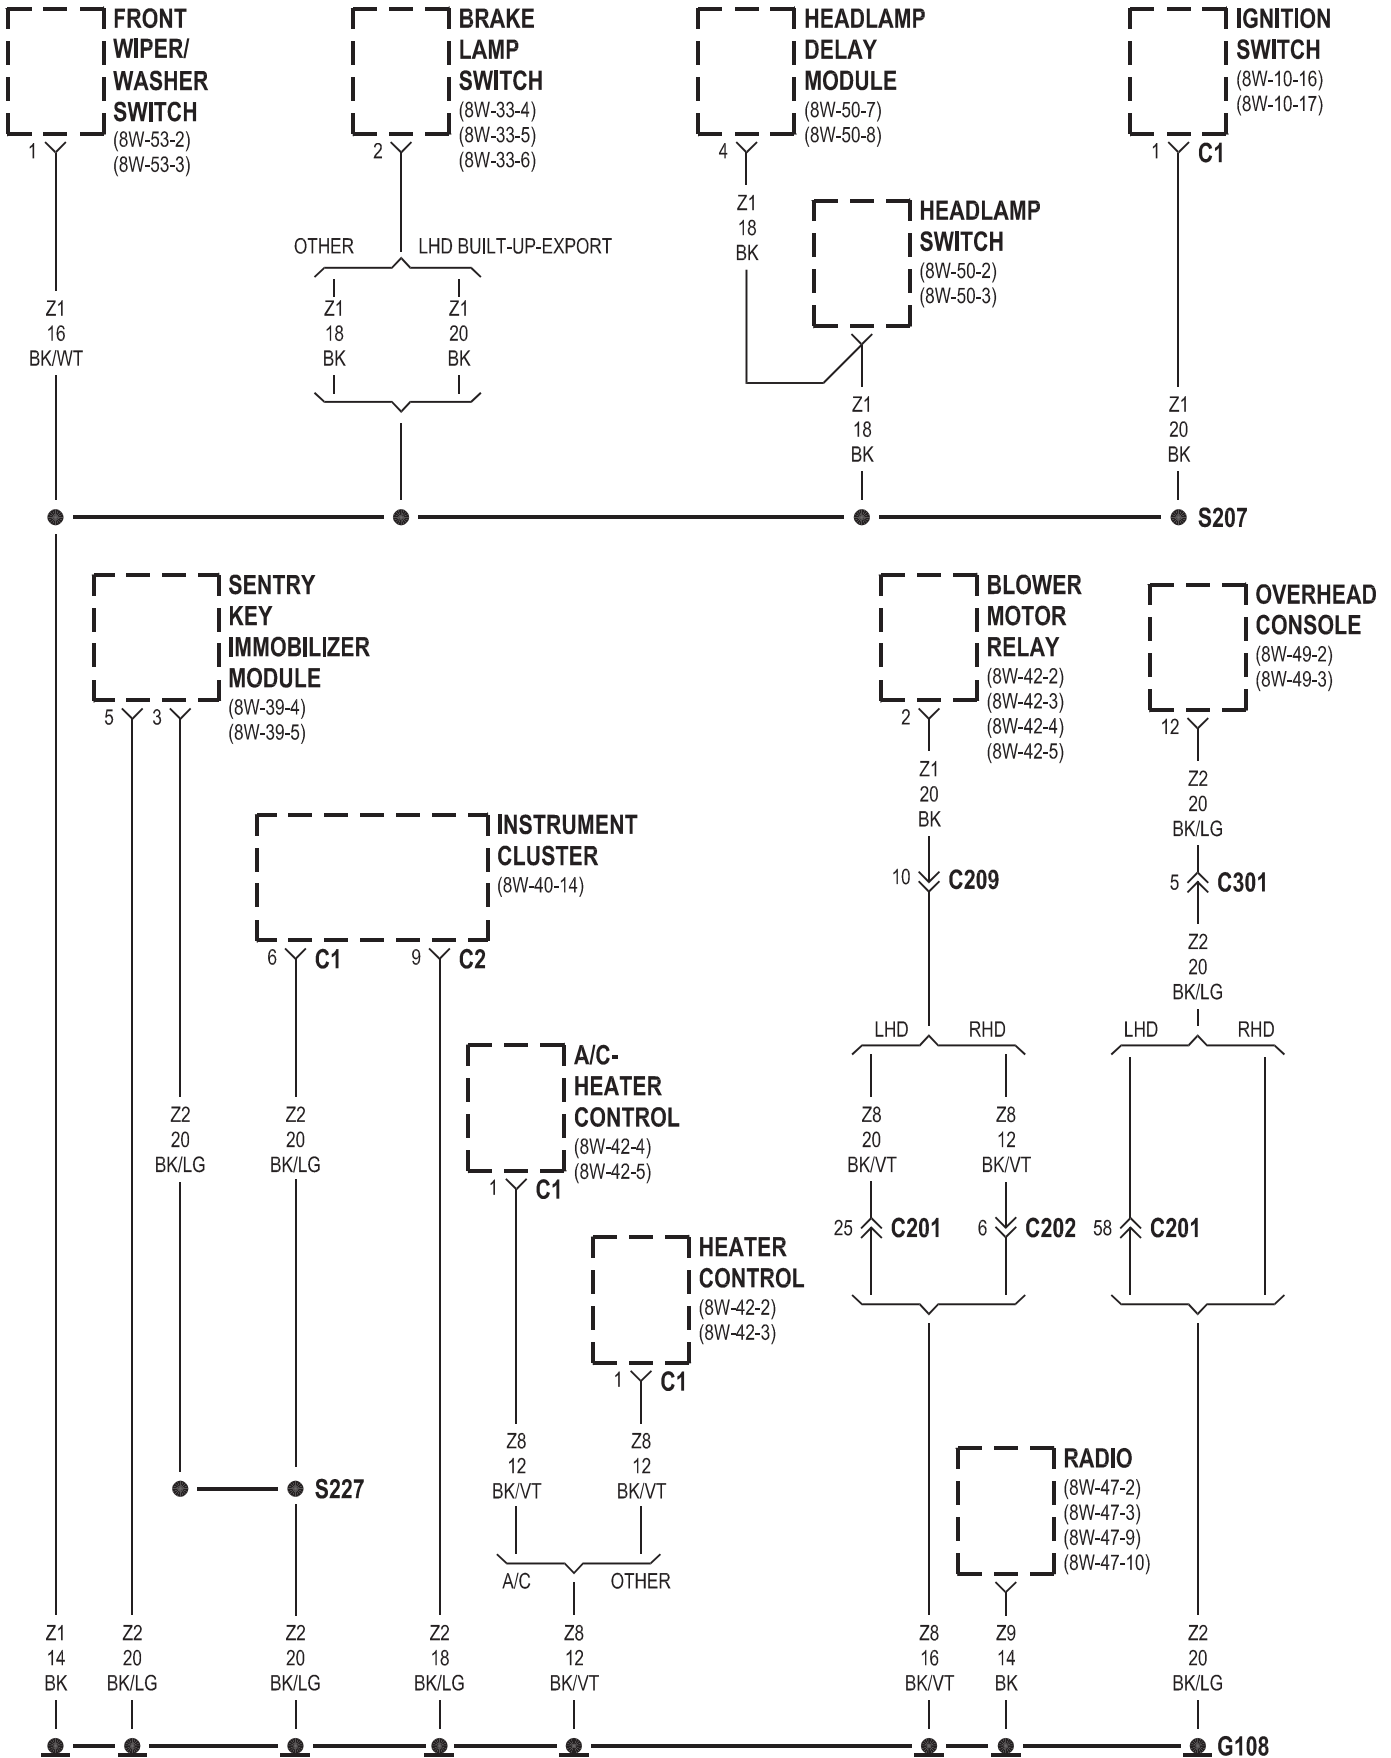 FRONT
WIPER/
WASHER
SWITCH
(8W-53-2)
(8W-53-3)
1
BRAKE
LAMP
SWITCH
(8W-33-4)
(8W-33-5)
(8W-33-6)
2
HEADLAMP
DELAY
MODULE
(8W-50-7)
(8W-50-8)
4
IGNITION
SWITCH
(8W-10-16)
(8W-10-17)
1
C1
Z1
18
BK
HEADLAMP
SWITCH
(8W-50-2)
(8W-50-3)
OTHER
LHD BUILT-UP-EXPORT
Z1
16
BK/WT
Z1
18
BK
Z1
20
BK
Z1
18
BK
Z1
20
BK
S207
SENTRY
KEY
IMMOBILIZER
MODULE
(8W-39-4)
(8W-39-5)
5
3
BLOWER
MOTOR
RELAY
(8W-42-2)
(8W-42-3)
(8W-42-4)
(8W-42-5)
2
OVERHEAD
CONSOLE
(8W-49-2)
(8W-49-3)
12
Z1
20
BK
Z2
20
BK/LG
INSTRUMENT
CLUSTER
(8W-40-14)
6
C1
9
C2
10
C209
5
C301
Z2
20
BK/LG
LHD
RHD
LHD
RHD
A/C-
HEATER
CONTROL
(8W-42-4)
(8W-42-5)
1
C1
Z2
20
BK/LG
Z2
20
BK/LG
Z8
20
BK/VT
Z8
12
BK/VT
25
C201
6
C202
58
C201
HEATER
CONTROL
(8W-42-2)
(8W-42-3)
1
C1
Z8
12
BK/VT
Z8
12
BK/VT
S227
RADIO
(8W-47-2)
(8W-47-3)
(8W-47-9)
(8W-47-10)
A/C
OTHER
Z1
14
BK
Z2
20
BK/LG
Z2
20
BK/LG
Z2
18
BK/LG
Z8
12
BK/VT
Z8
16
BK/VT
Z9
14
BK
Z2
20
BK/LG
G108